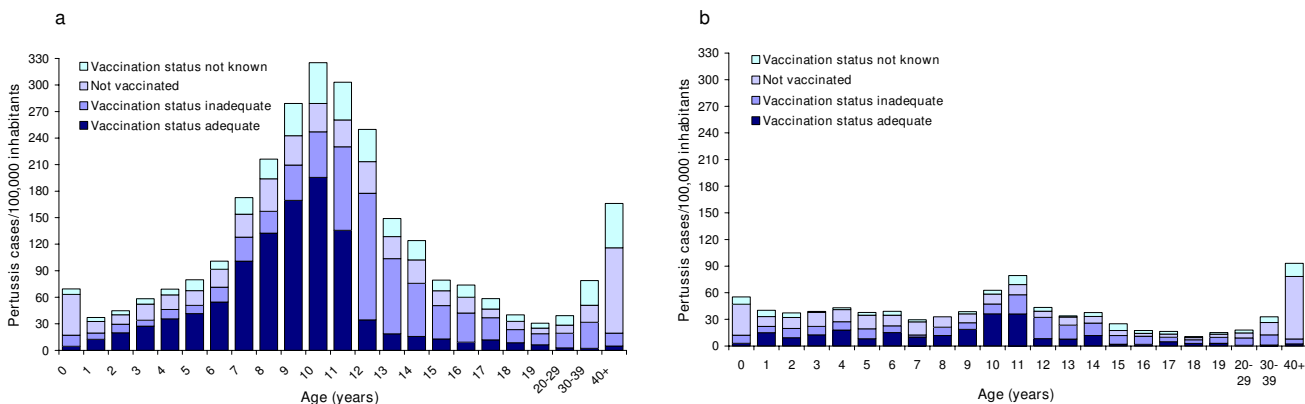 a
Pertussis cases/100,000 inhabitants
330
300
270
240
210
180
150
120
90
60
30
0
Vaccination status not known
Not vaccinated
Vaccination status inadequate
Vaccination status adequate
0 1 2 3 4 5 6 7 8 9 10 11 12 13 14 15 16 17 18 19 20-29 30-39 40+
Age (years)
b
Pertussis cases/100,000 inhabitants
330
300
270
240
210
180
150
120
90
60
30
0
Vaccination status not known
Not vaccinated
Vaccination status inadequate
Vaccination status adequate
0 1 2 3 4 5 6 7 8 9 10 11 12 13 14 15 16 17 18 19 20- 30- 40+
29 39
Age (years)